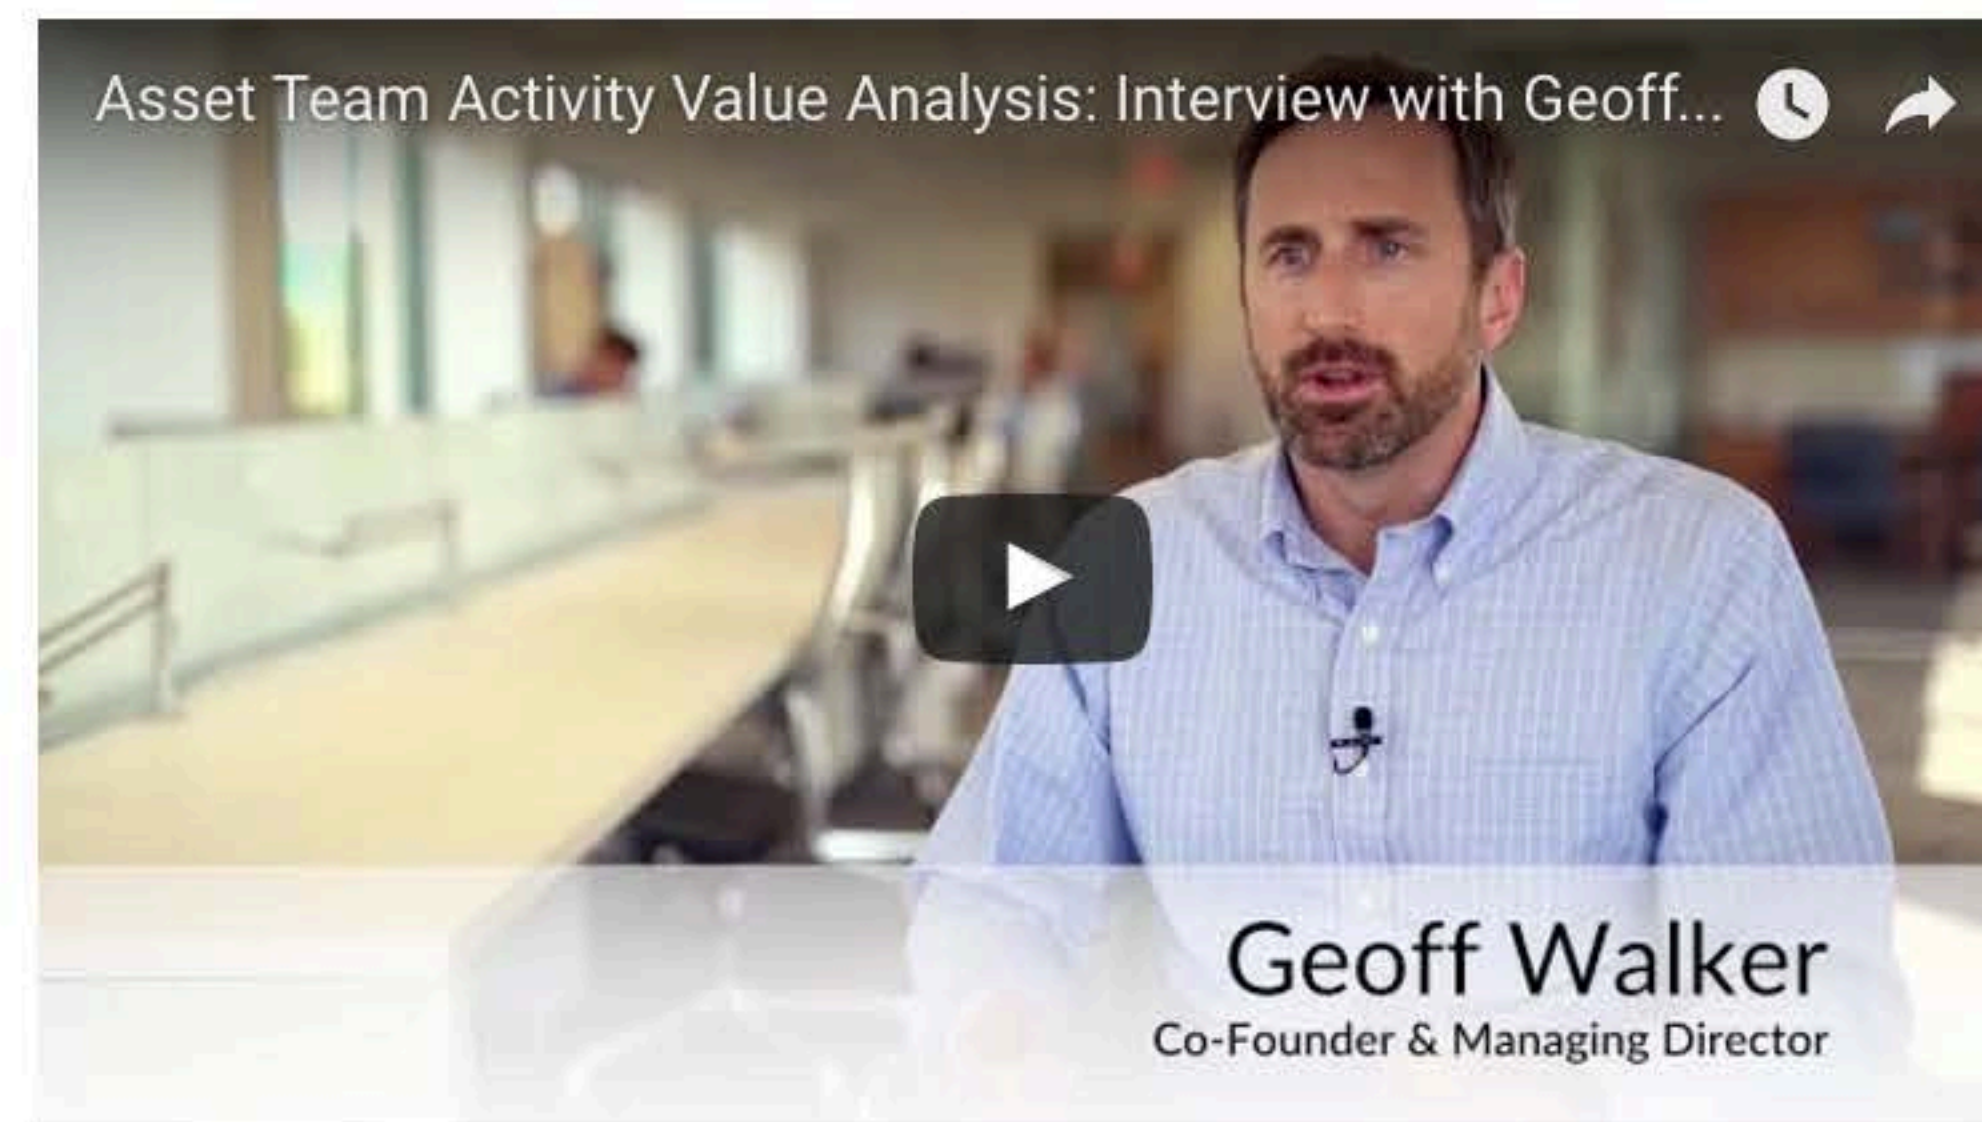 Asset Team Activity Value Analysis: Interview with Geoff...
Geoff Walker
Co-Founder & Managing Director